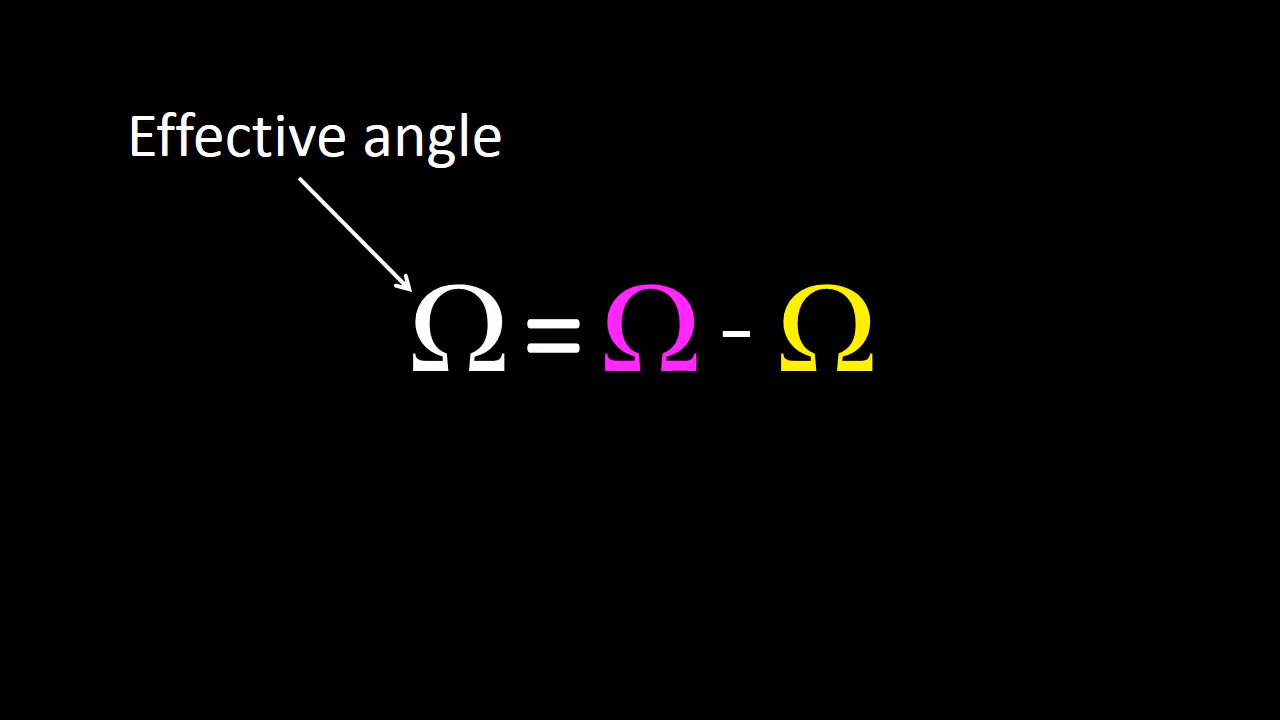 Effective angle
Ω = Ω - Ω